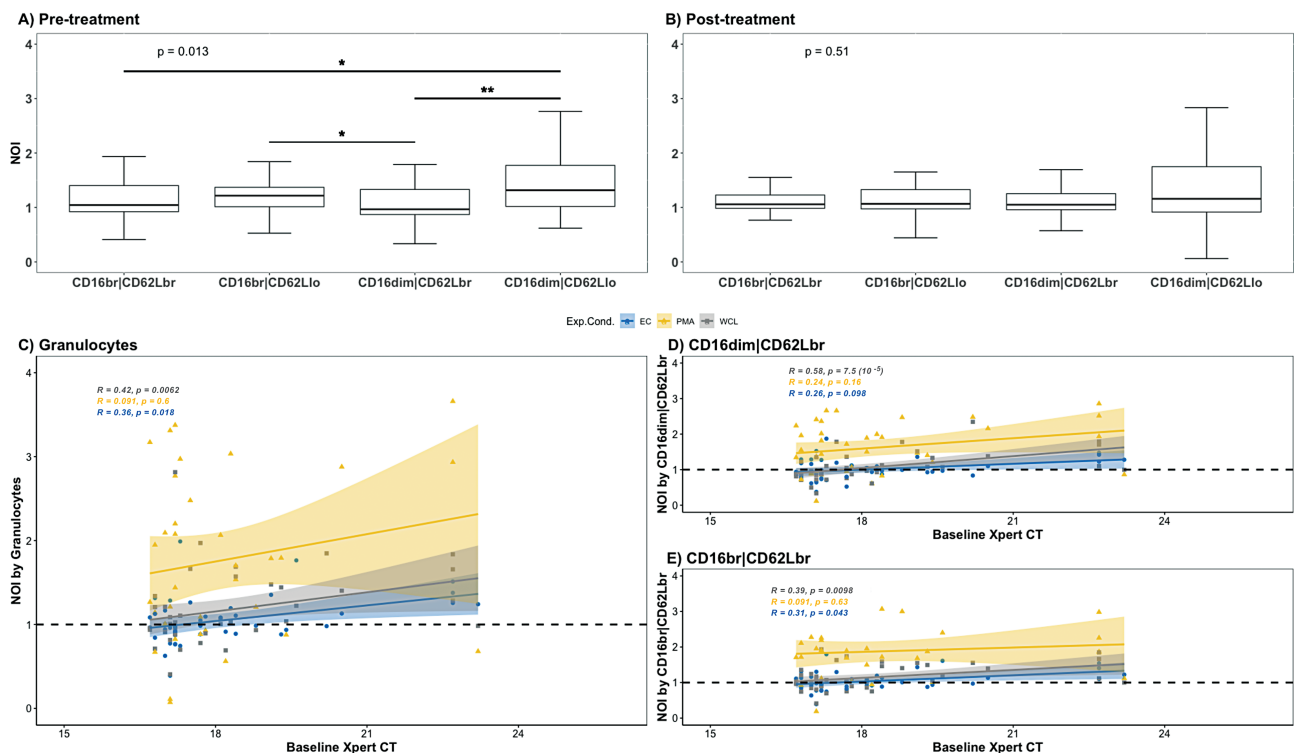 A) Pre-treatment
p = 0.013
*
**
*
NOI
4
3
2
1
0
CD16br|CD62Lbr
CD16br|CD62Llo
CD16dim|CD62Lbr
CD16dim|CD62Llo
B) Post-treatment
p = 0.51
4
3
2
1
0
CD16br|CD62Lbr
CD16br|CD62Llo
CD16dim|CD62Lbr
CD16dim|CD62Llo
Exp.Cond. EC PMA WCL
C) Granulocytes
R = 0.42, p = 0.0062
R = 0.091, p = 0.6
R = 0.36, p = 0.018
NOI by Granulocytes
4
3
2
1
0
15 18 21 24
Baseline Xpert CT
D) CD16dim|CD62Lbr
R = 0.58, p = 7.5 (10 -5)
R = 0.24, p = 0.16
R = 0.26, p = 0.098
NOI by CD16dim|CD62Lbr
4
3
2
1
0
15 18 21 24
Baseline Xpert CT
E) CD16br|CD62Lbr
R = 0.39, p = 0.0098
R = 0.091, p = 0.63
R = 0.31, p = 0.043
NOI by CD16br|CD62Lbr
4
3
2
1
0
15 18 21 24
Baseline Xpert CT